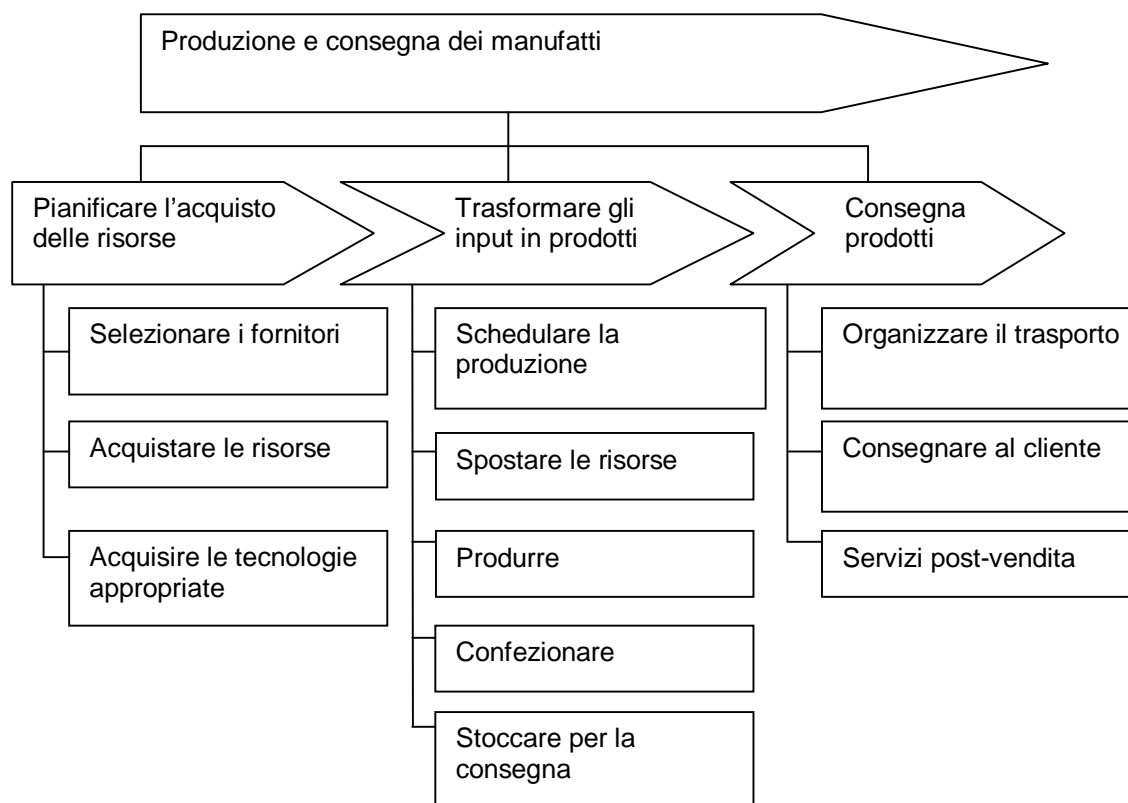 Produzione e consegna dei manufatti
Pianificare l’acquisto
delle risorse
Trasformare gli
input in prodotti
Consegna
prodotti
Selezionare i fornitori
Acquistare le risorse
Acquisire le tecnologie
appropriate
Schedulare la
produzione
Spostare le risorse
Produrre
Confezionare
Stoccare per la
consegna
Organizzare il trasporto
Consegnare al cliente
Servizi post-vendita